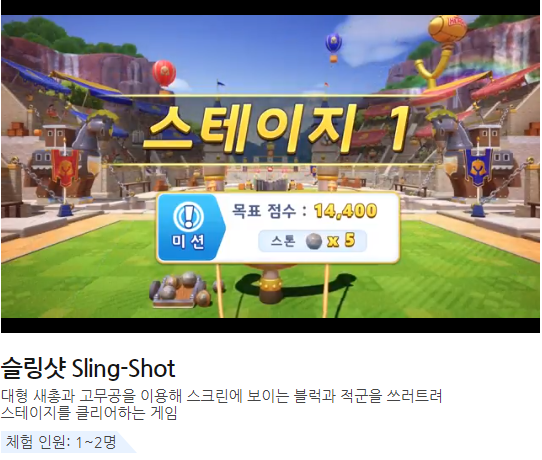 스테이지 1
목표 점수 : 14,400
미션
스톤 x 5
슬링샷 Sling-Shot
대형 새총과 고무공을 이용해 스크린에 보이는 블럭과 적군을 쓰러트려
스테이지를 클리어하는 게임
체험 인원: 1~2명